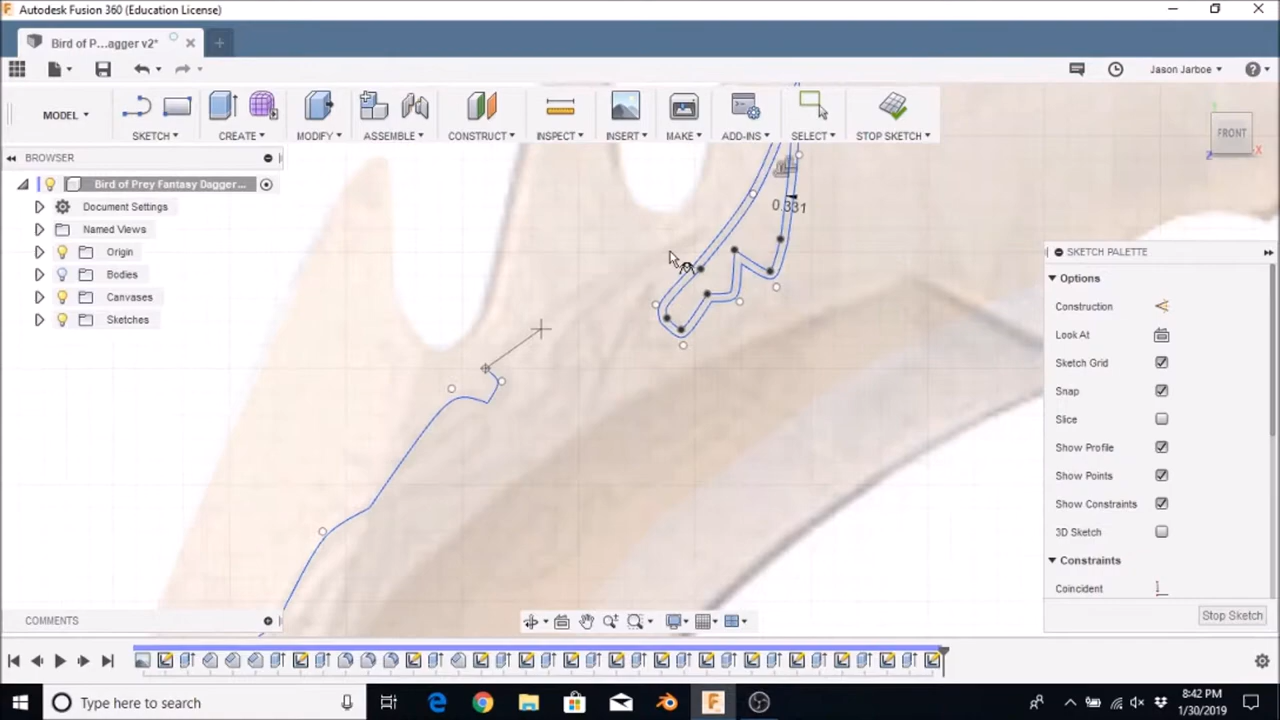 Autodesk Fusion 360 (Education License)
Bird of P...agger v2*
Jason Jarboe
MODEL
SKETCH
CREATE
MODIFY
ASSEMBLE
CONSTRUCT
INSPECT
INSERT
MAKE
ADD-INS
SELECT
STOP SKETCH
BROWSER
FRONT
Z
X
Bird of Prey Fantasy Dagger...
Document Settings
Named Views
Origin
Bodies
Canvases
Sketches
0.331
SKETCH PALETTE
Options
Construction
Look At
Sketch Grid
Snap
Slice
Show Profile
Show Points
Show Constraints
3D Sketch
Constraints
Coincident
Stop Sketch
COMMENTS
Type here to search
8:42 PM
1/30/2019